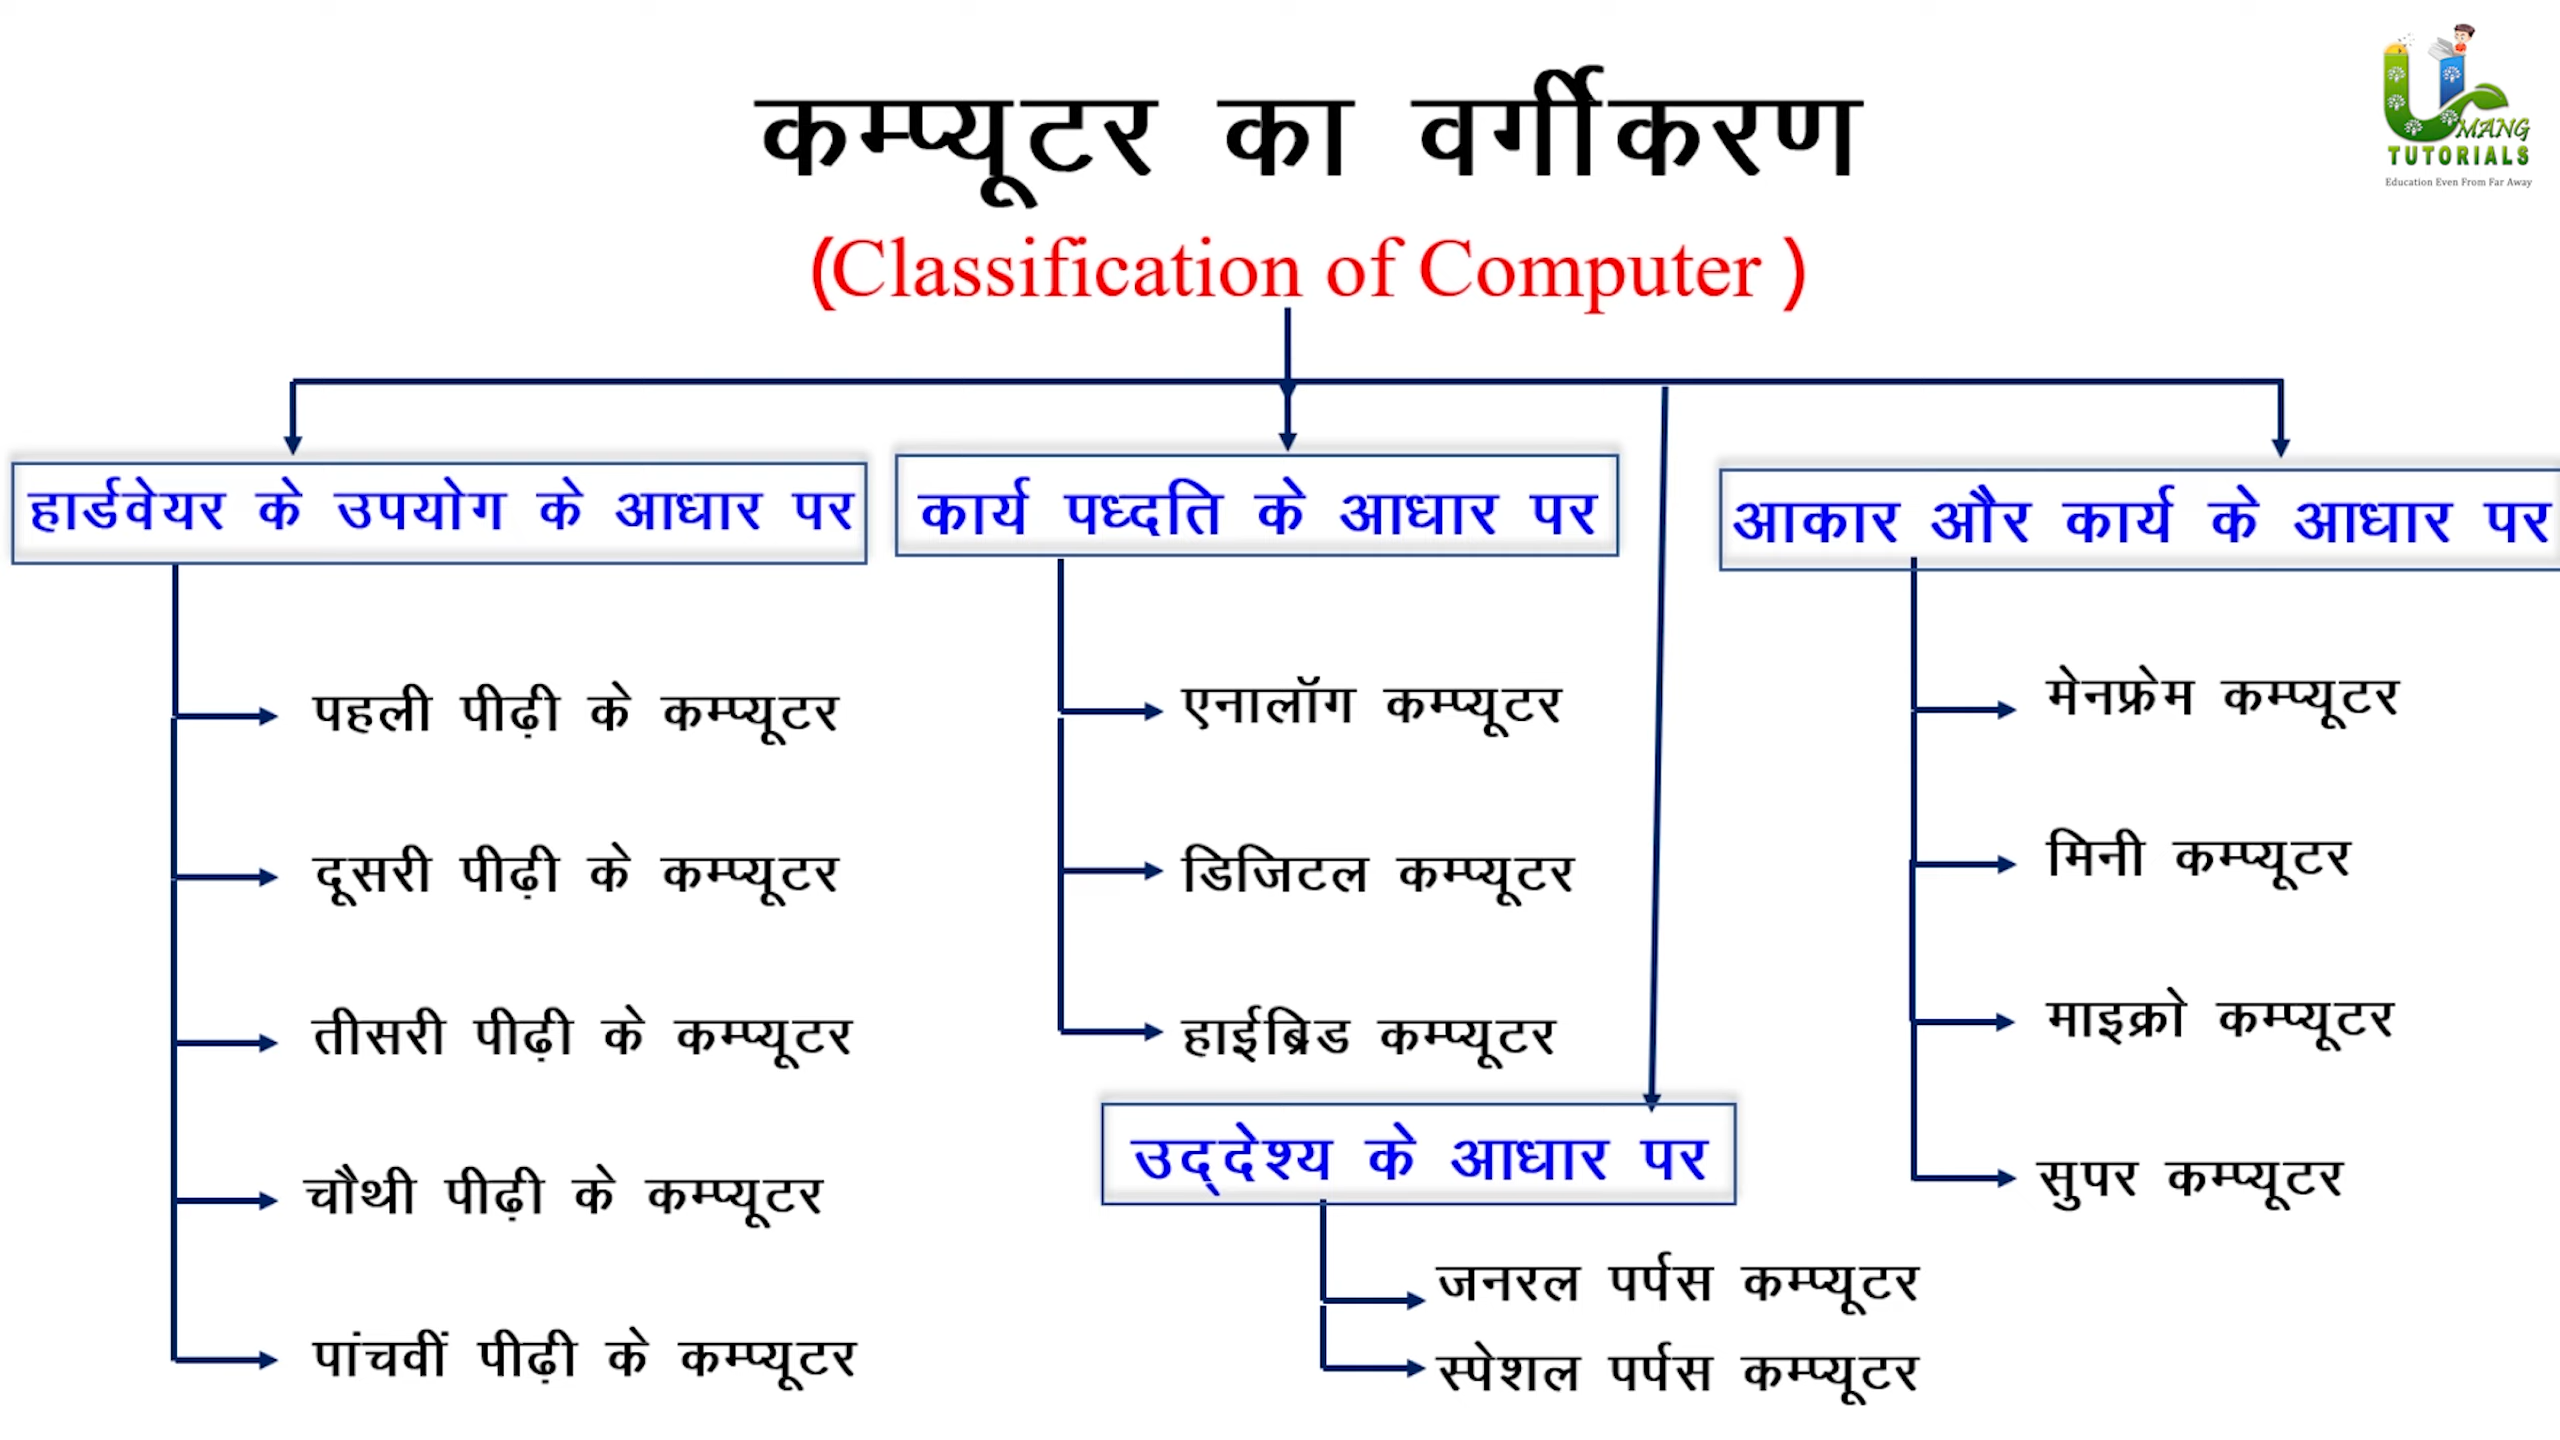 कम्प्यूटर का वर्गीकरण
(Classification of Computer )
UMANG
TUTORIALS
Education Even From Far Away
हार्डवेयर के उपयोग के आधार पर
पहली पीढ़ी के कम्प्यूटर
दूसरी पीढ़ी के कम्प्यूटर
तीसरी पीढ़ी के कम्प्यूटर
चौथी पीढ़ी के कम्प्यूटर
पांचवीं पीढ़ी के कम्प्यूटर
कार्य पध्दति के आधार पर
एनालॉग कम्प्यूटर
डिजिटल कम्प्यूटर
हाईब्रिड कम्प्यूटर
उद्‌देश्य के आधार पर
जनरल पर्पस कम्प्यूटर
स्पेशल पर्पस कम्प्यूटर
आकार और कार्य के आधार पर
मेनफ्रेम कम्प्यूटर
मिनी कम्प्यूटर
माइक्रो कम्प्यूटर
सुपर कम्प्यूटर